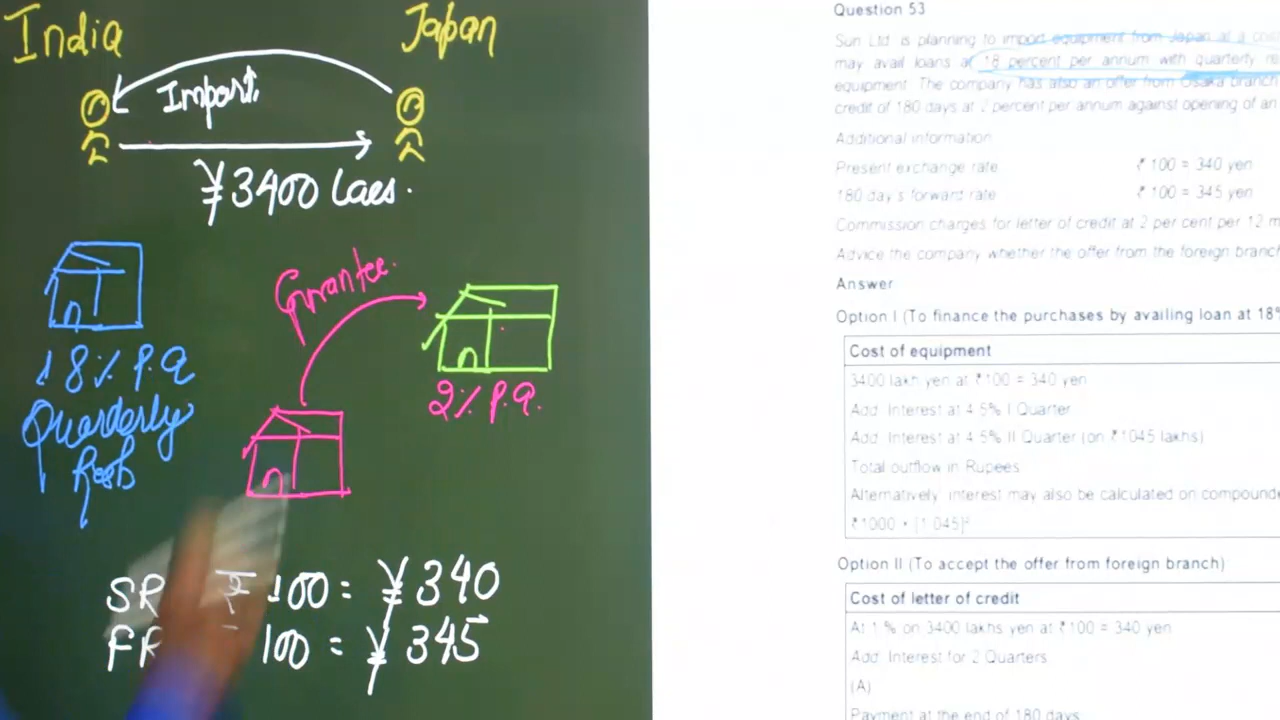 India
Japan
Import
¥3400 Lacs.
Gurantee.
18% P.a
Quarterly
2% P.a.
SR ₹ 100 = ¥340
FR 100 = ¥ 345
Question 53
Sun Ltd. is planning to import equipment from Japan at a cost
may avail loans at 18 percent per annum with quarterly re
equipment. The company has also an offer from Osaka branch
credit of 180 days at 2 percent per annum against opening of an
Additional information
Present exchange rate ₹ 100 = 340 yen
180 day's forward rate ₹ 100 = 345 yen
Commission charges for letter of credit at 2 per cent per 12 m
Advice the company whether the offer from the foreign branch
Answer
Option I (To finance the purchases by availing loan at 18%
Cost of equipment
3400 lakh yen at ₹100 = 340 yen
Add: Interest at 4.5% I Quarter
Add: Interest at 4.5% II Quarter (on ₹1045 lakhs)
Total outflow in Rupees
Alternatively interest may also be calculated on compound
₹1000 × [1.045]²
Option II (To accept the offer from foreign branch)
Cost of letter of credit
At 1 % on 3400 lakhs yen at ₹100 = 340 yen
Add: Interest for 2 Quarters
(A)
Payment at the end of 180 days